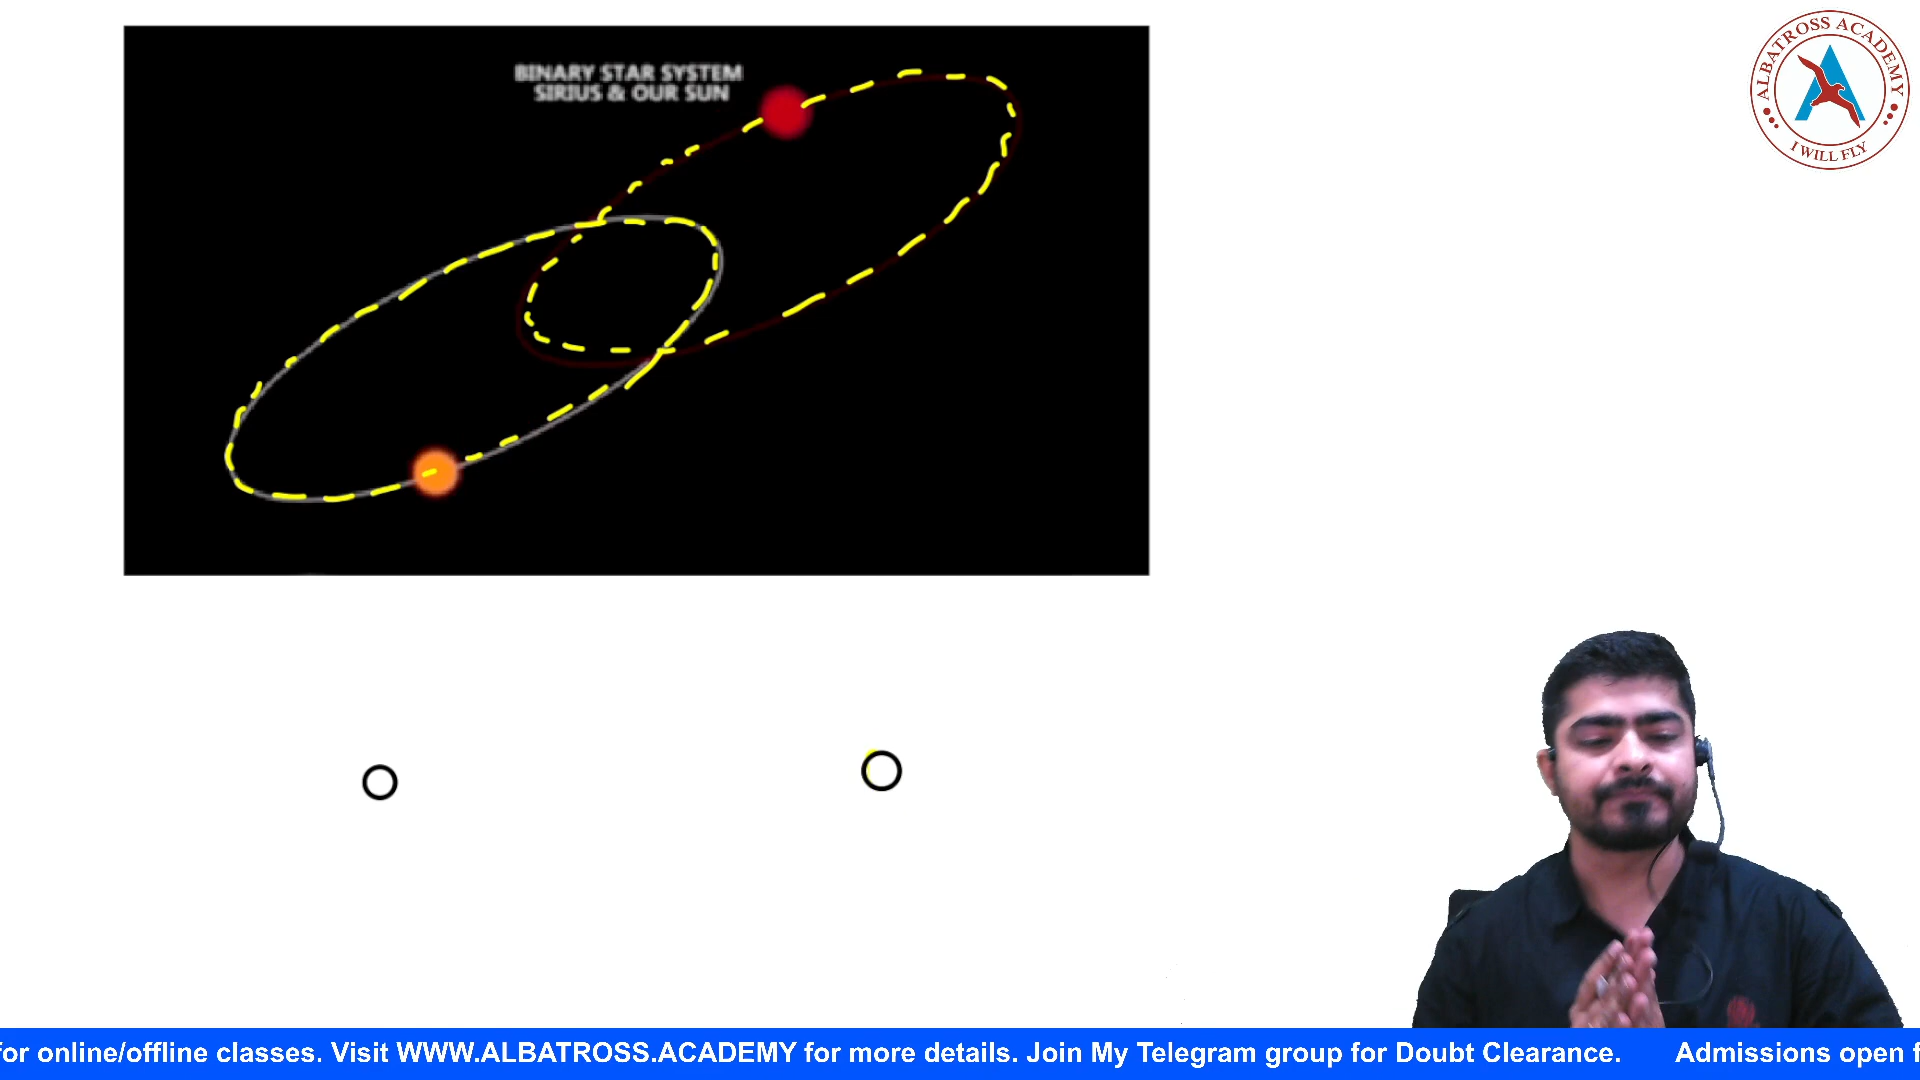 BINARY STAR SYSTEM
SIRIUS & OUR SUN
ALBATROSS ACADEMY
I WILL FLY
for online/offline classes. Visit WWW.ALBATROSS.ACADEMY for more details. Join My Telegram group for Doubt Clearance. Admissions open f